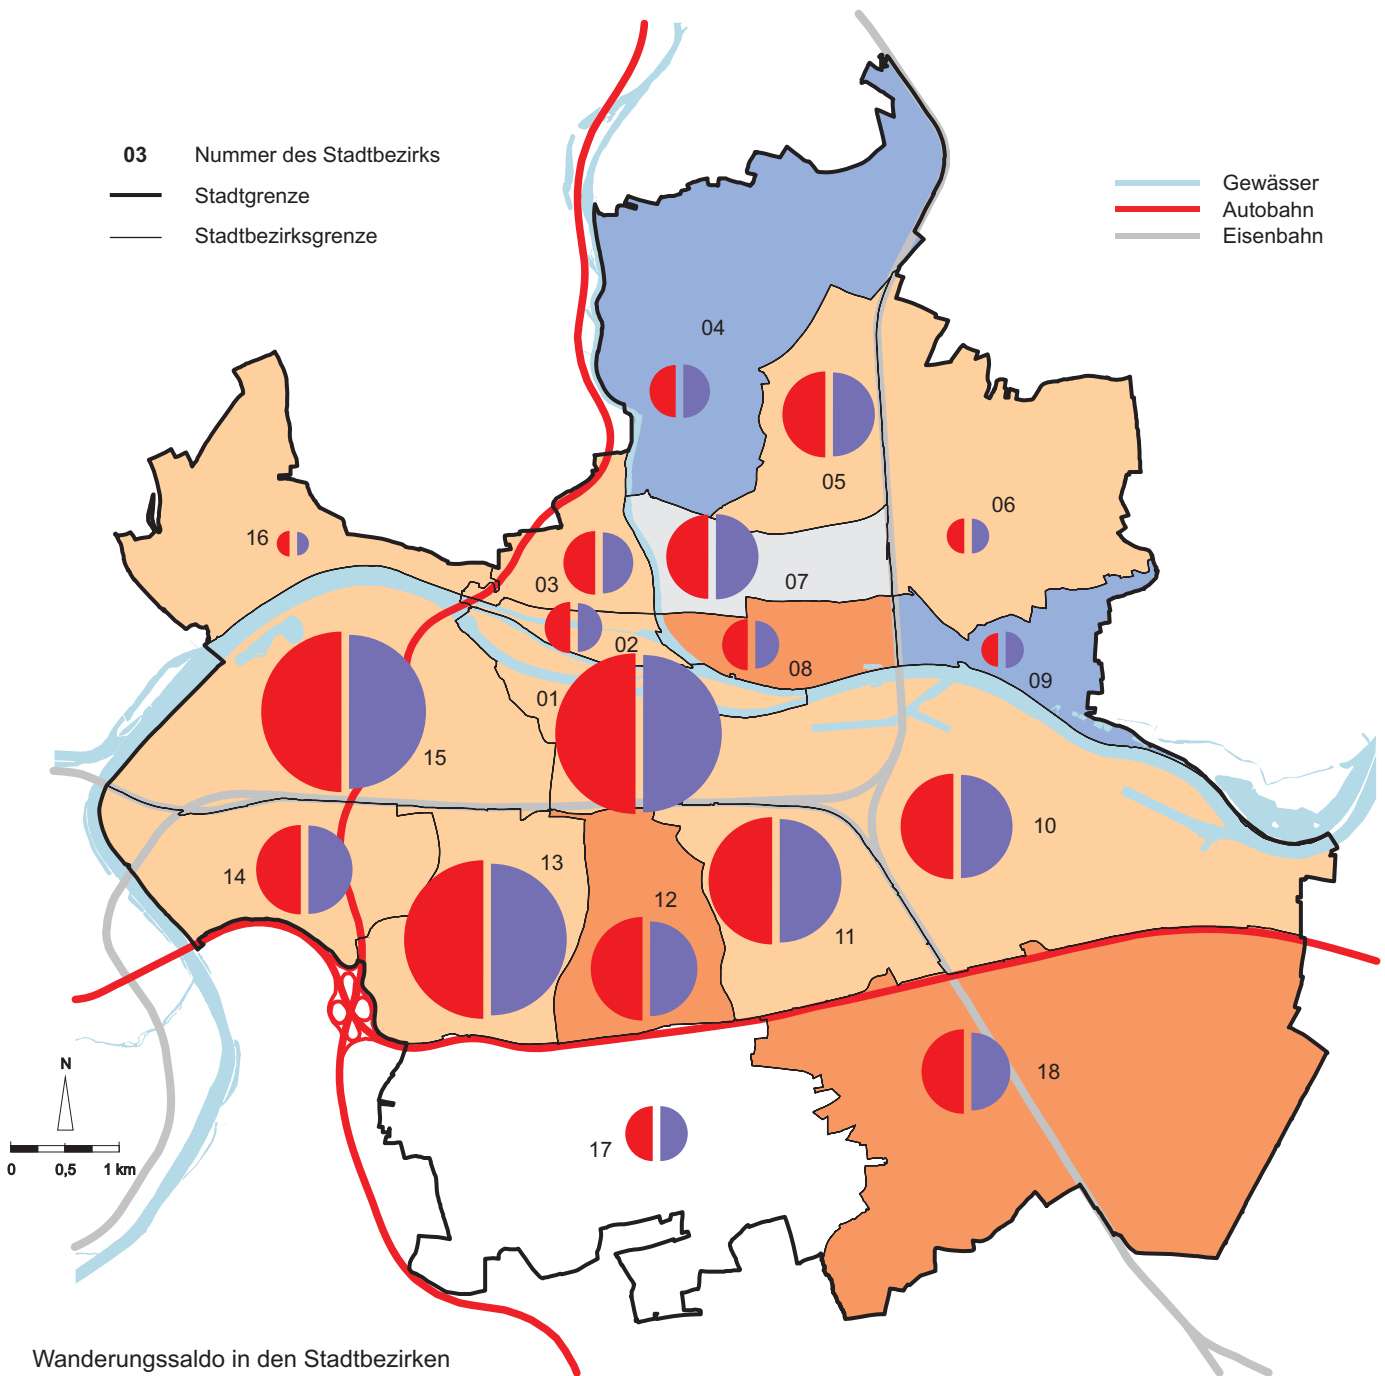 03 Nummer des Stadtbezirks
Stadtgrenze
Stadtbezirksgrenze
Gewässer
Autobahn
Eisenbahn
04
05
06
16
03
07
02
08
09
01
15
10
13
14
12
11
18
17
N
0 0,5 1 km
Wanderungssaldo in den Stadtbezirken